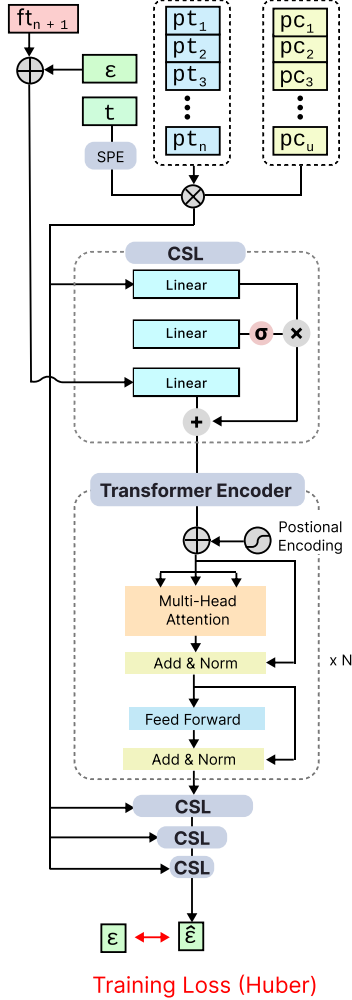 ft n + 1
ε
t
SPE
pt 1
pt 2
pt 3
pt n
pc 1
pc 2
pc 3
pc u
CSL
Linear
Linear
σ
×
Linear
+
Transformer Encoder
Postional
Encoding
Multi-Head
Attention
Add & Norm
x N
Feed Forward
Add & Norm
CSL
CSL
CSL
ε
ε̂
Training Loss (Huber)